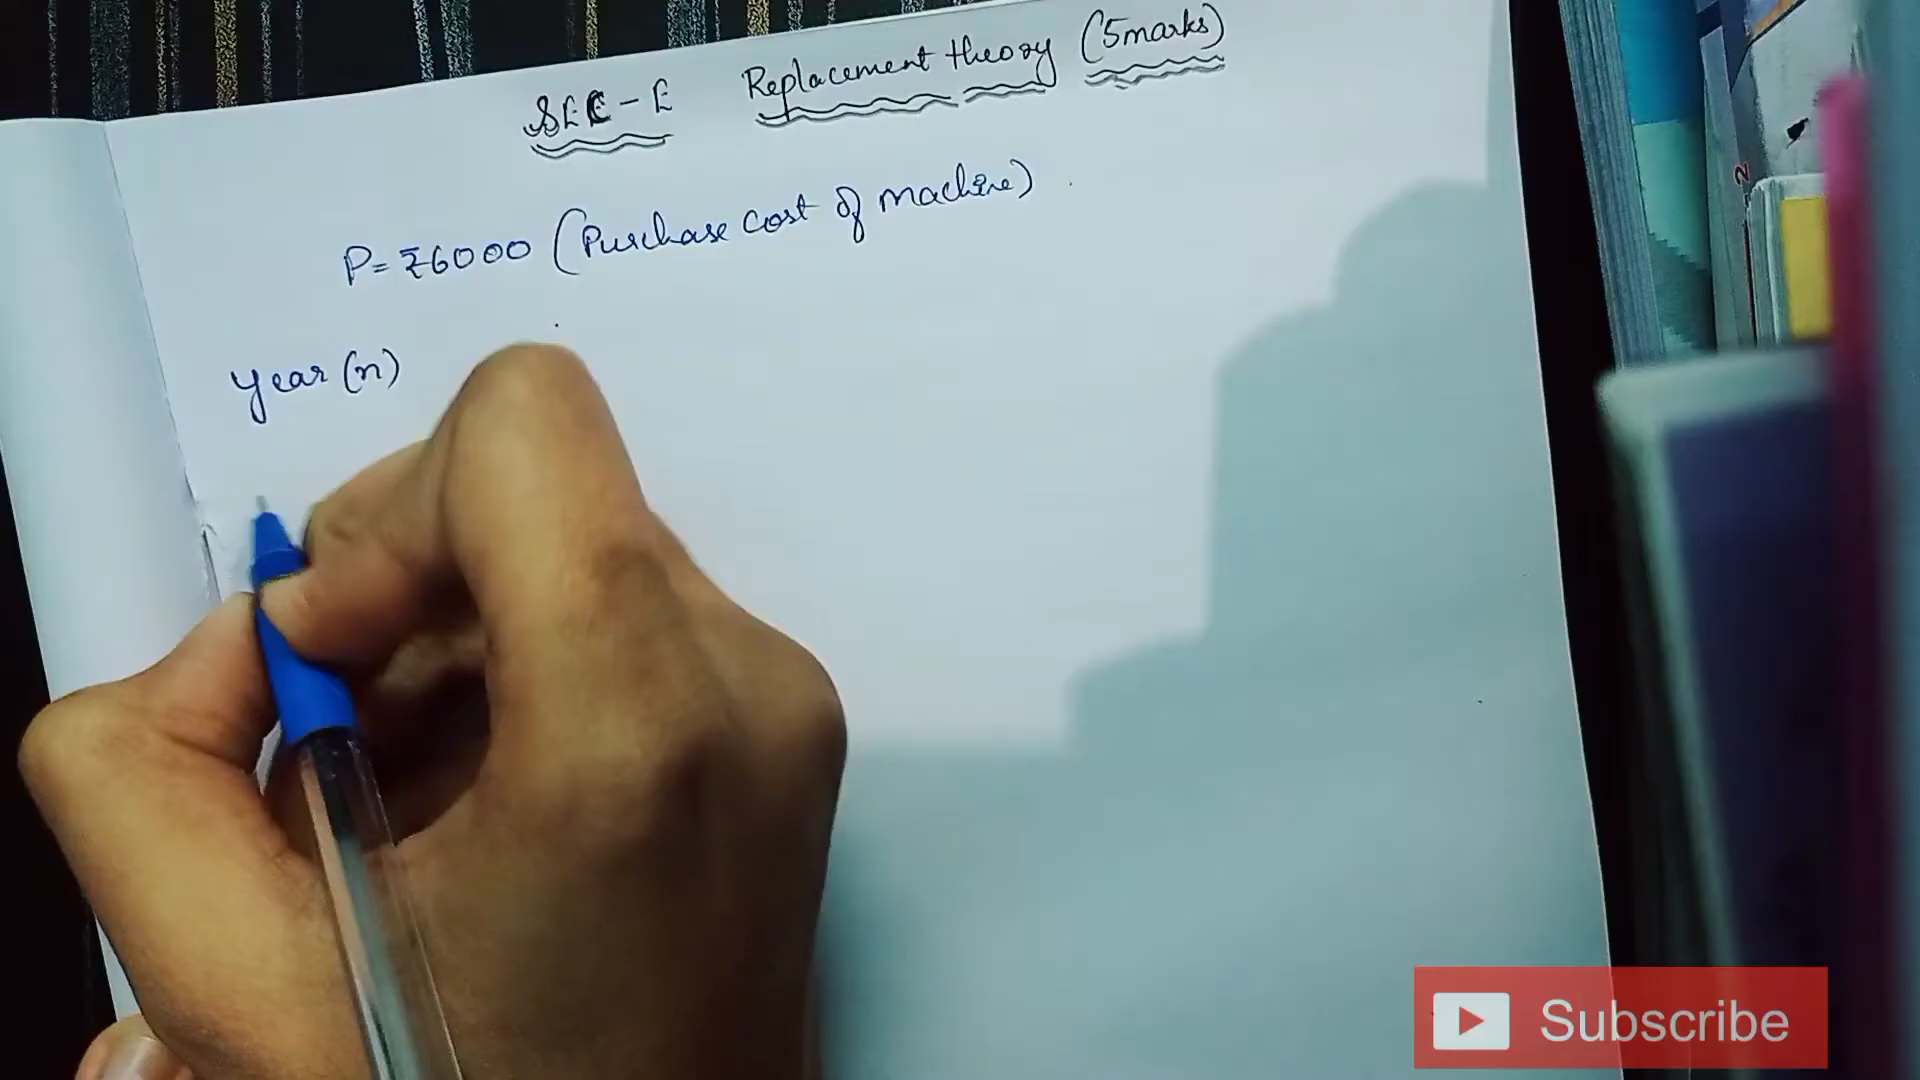 SEC - E Replacement theory (5marks)
P = ₹6000 (Purchase cost of machine)
year (n)
Subscribe